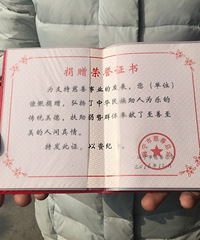 捐赠荣誉证书
为支持慈善事业的发展，您（单位）
慷慨捐赠，弘扬了中华民族助人为乐的
传统美德，扶助弱势群体奉献了至善至
美的人间真情。
特发此证，以资纪念。